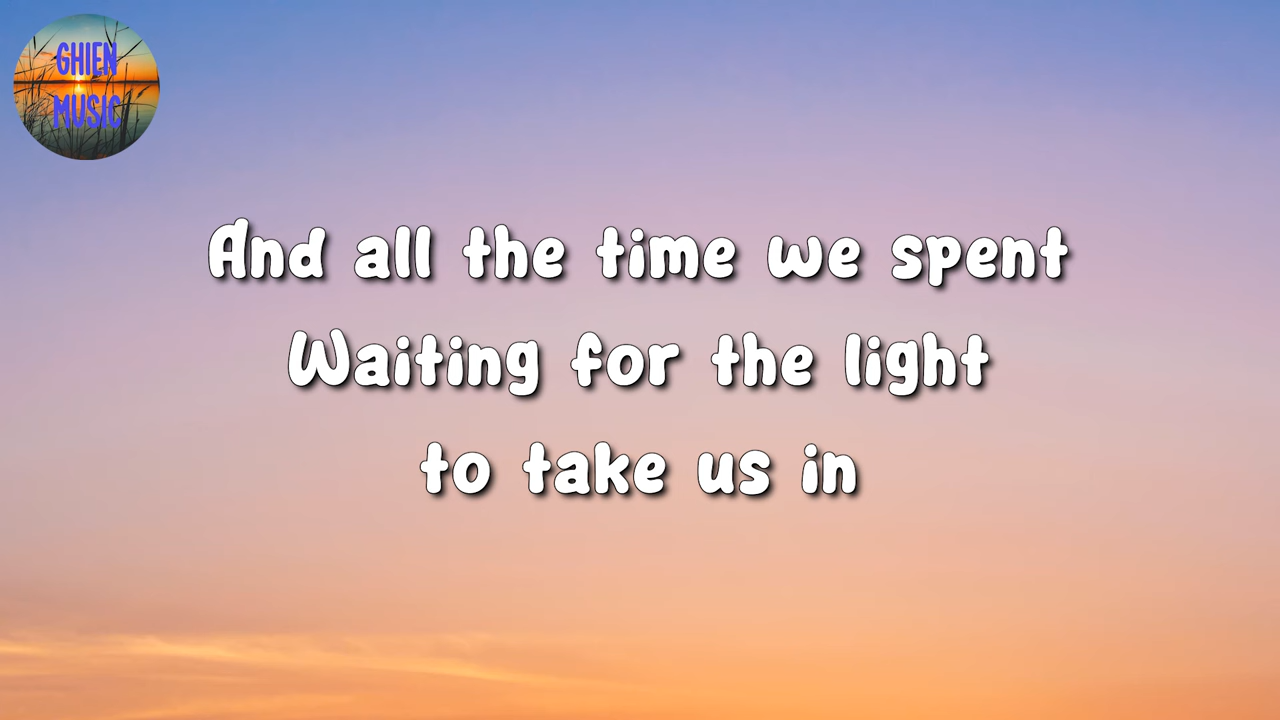 GHIEN
MUSIC
And all the time we spent
Waiting for the light
to take us in